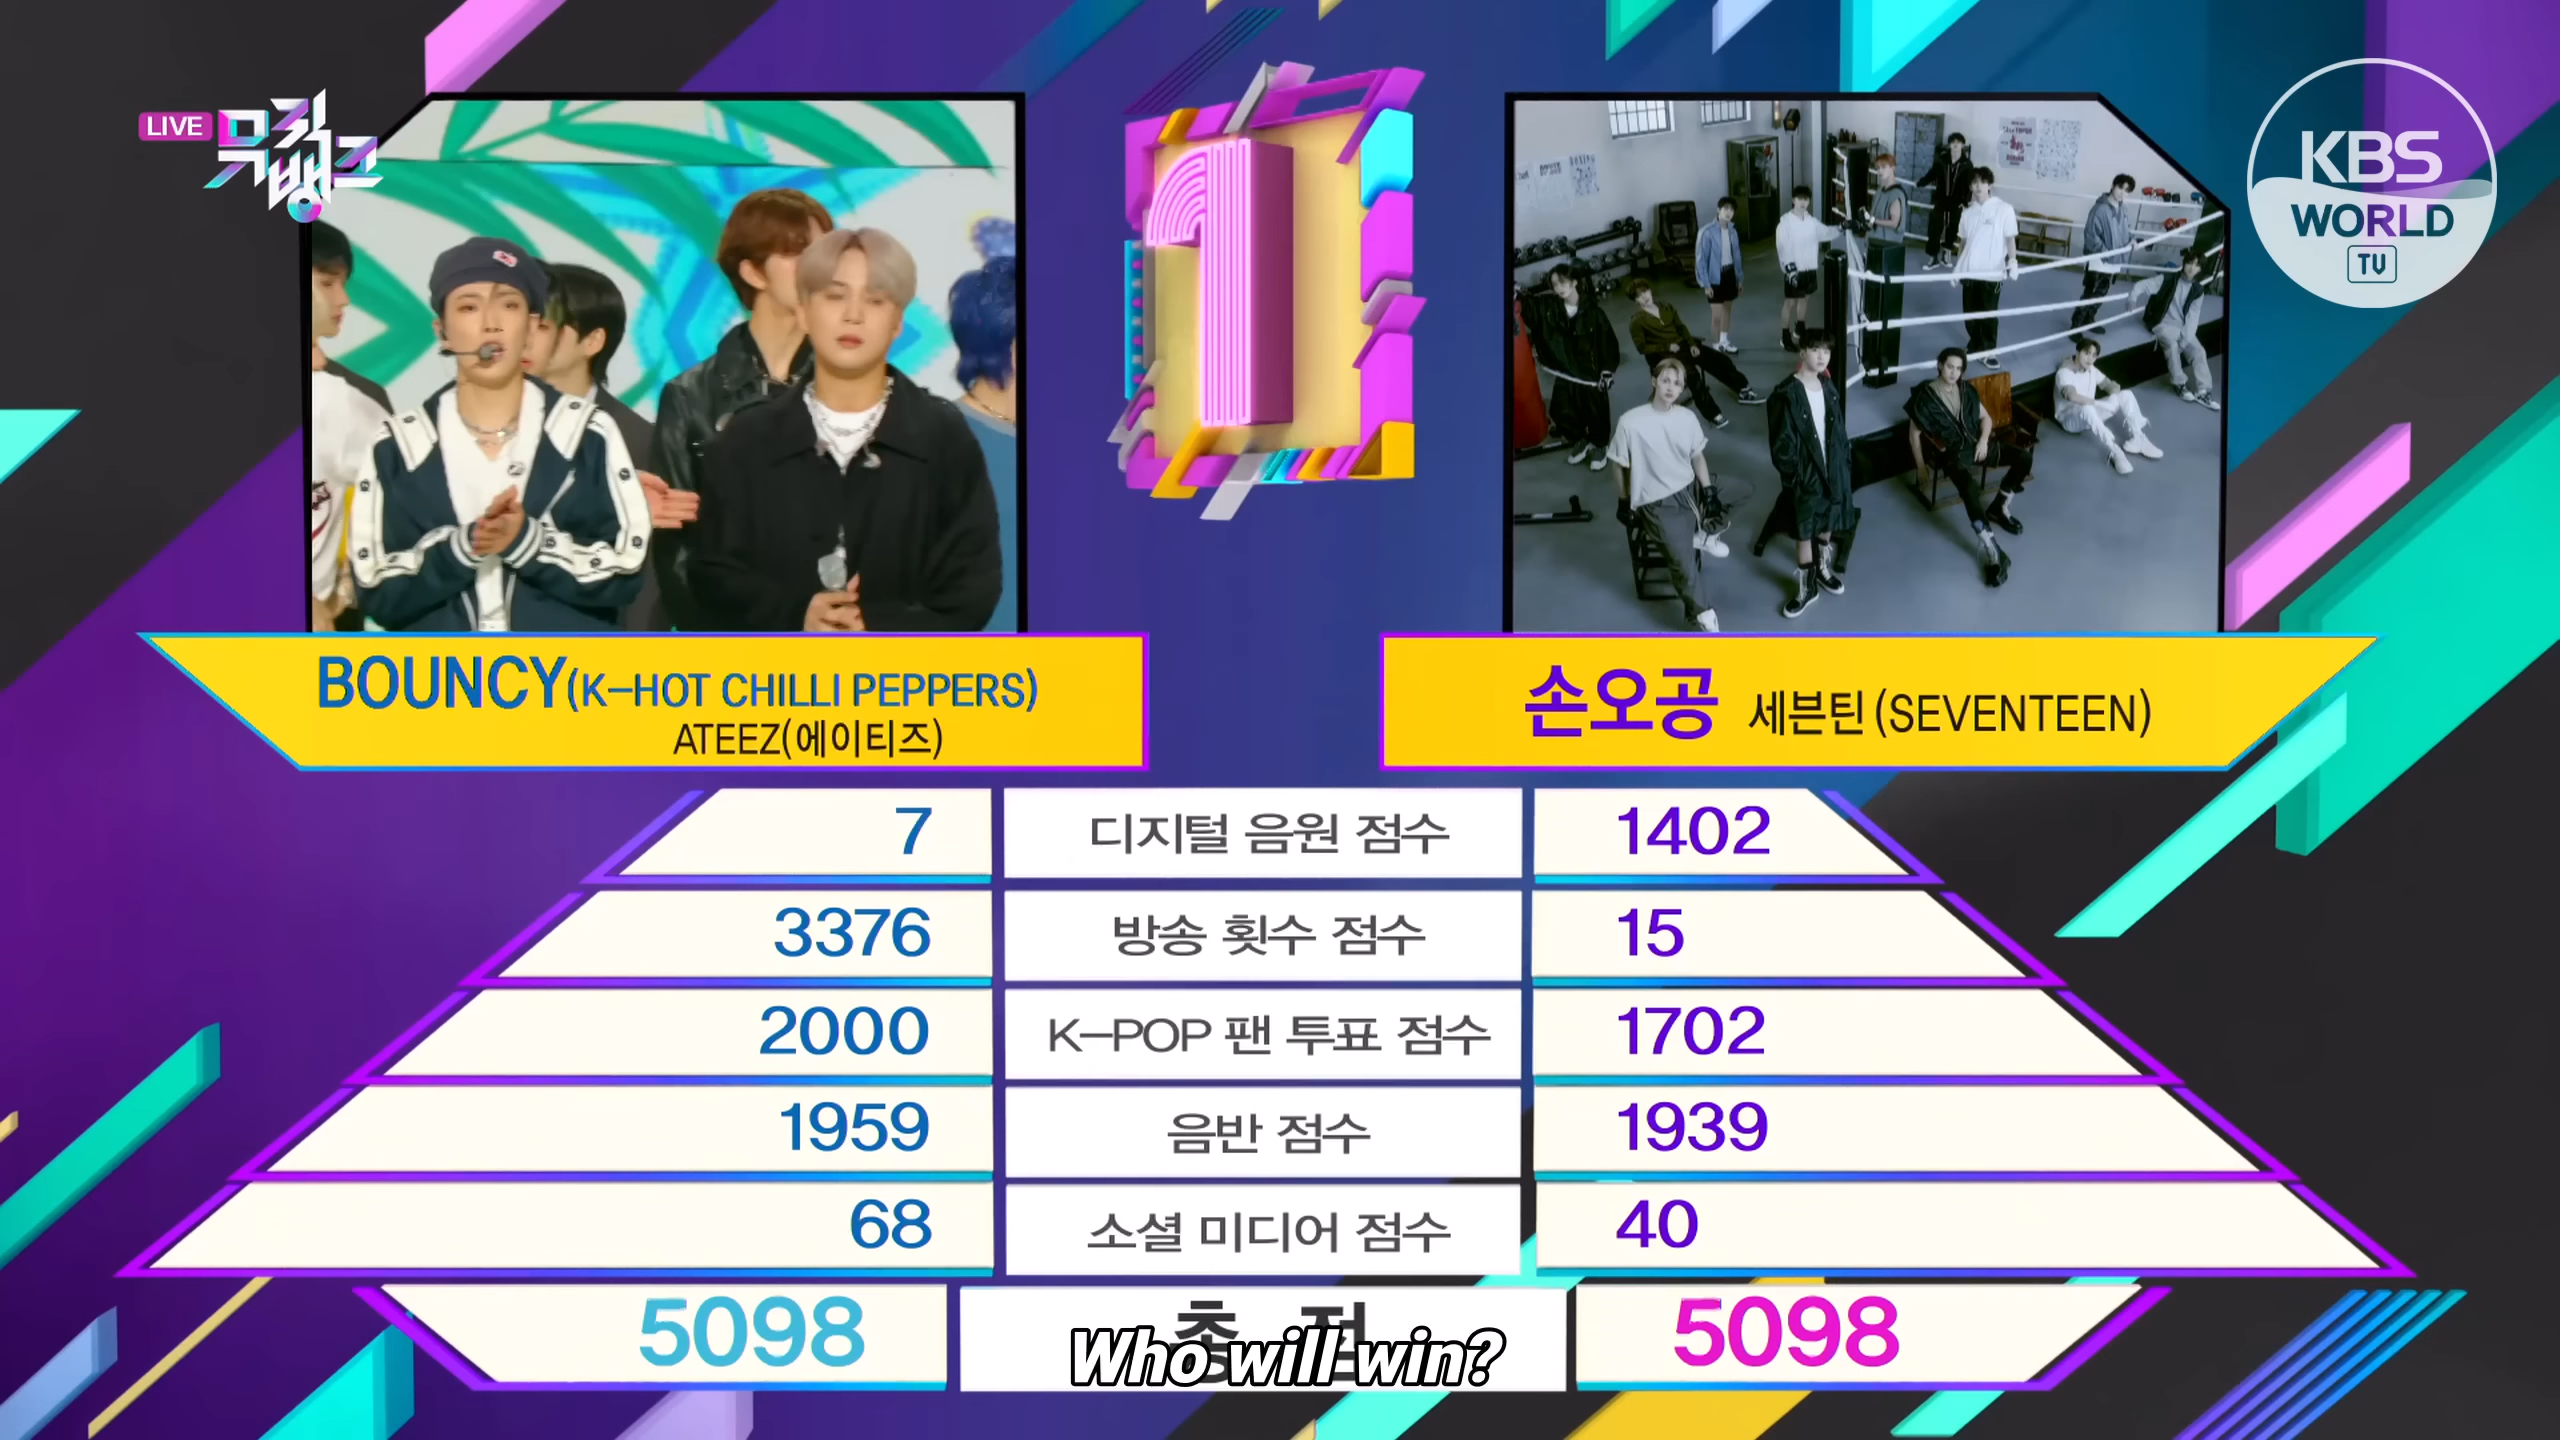 LIVE
뮤직
뱅크
KBS
WORLD
TV
1
BOUNCY(K-HOT CHILLI PEPPERS)
ATEEZ(에이티즈)
손오공 세븐틴(SEVENTEEN)
7 디지털 음원 점수 1402
3376 방송 횟수 점수 15
2000 K-POP 팬 투표 점수 1702
1959 음반 점수 1939
68 소셜 미디어 점수 40
5098 총 점 5098
Who will win?